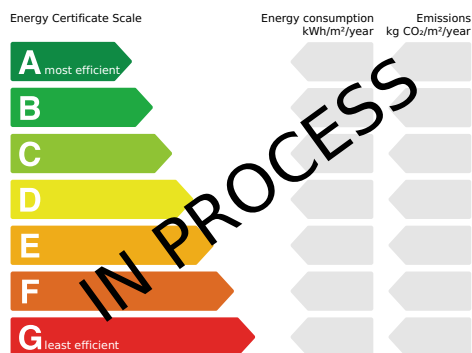 Energy Certificate Scale
Energy consumption
kWh/m²/year
Emissions
kg CO₂/m²/year
A most efficient
B
C
D
E
F
G least efficient
IN PROCESS